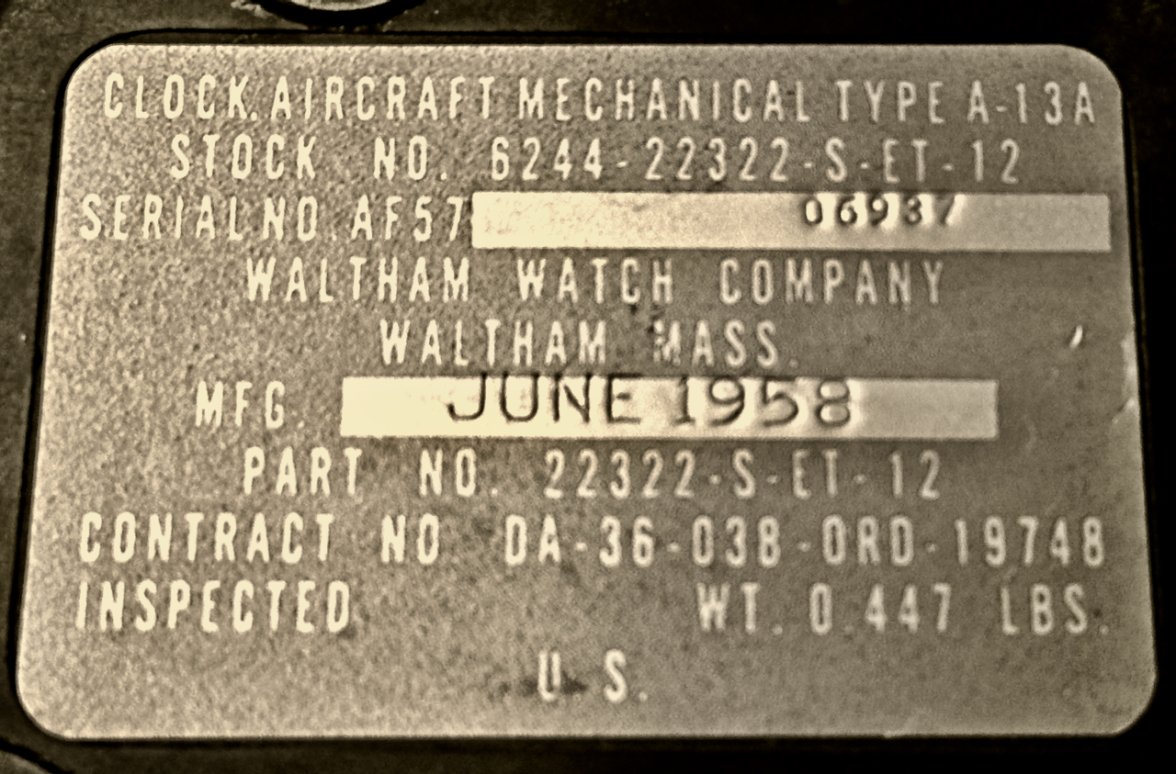 CLOCK, AIRCRAFT MECHANICAL TYPE A-13A
STOCK NO. 6244-22322-S-ET-12
SERIAL NO. AF57
WALTHAM WATCH COMPANY
WALTHAM MASS.
MFG. JUNE 1958
PART NO. 22322-S-ET-12
CONTRACT NO DA-36-038-ORD-19748
INSPECTED WT. 0.447 LBS.
U.S.